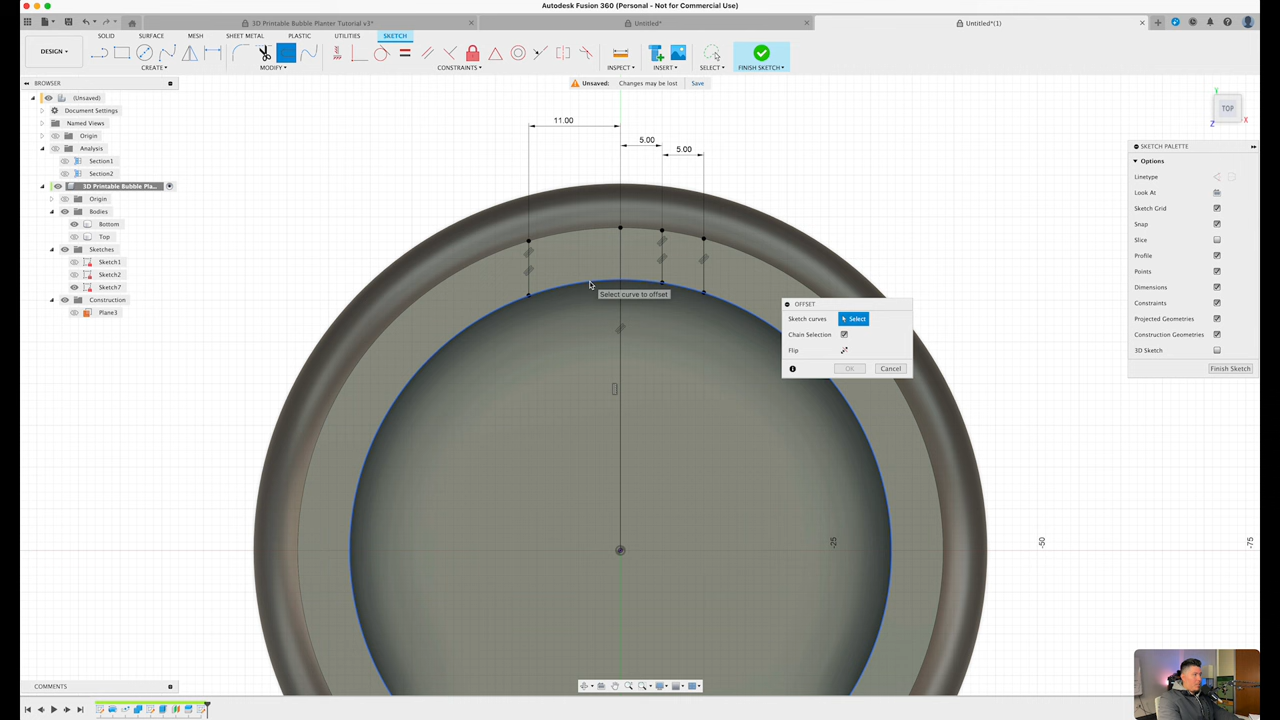 Autodesk Fusion 360 (Personal - Not for Commercial Use)
3D Printable Bubble Planter Tutorial v3*
Untitled*
Untitled*(1)
SOLID
SURFACE
MESH
SHEET METAL
PLASTIC
UTILITIES
SKETCH
DESIGN
CREATE
MODIFY
CONSTRAINTS
INSPECT
INSERT
SELECT
FINISH SKETCH
BROWSER
Unsaved: Changes may be lost
Save
(Unsaved)
Document Settings
Named Views
Origin
Analysis
Section1
Section2
3D Printable Bubble Pla...
Origin
Bodies
Bottom
Top
Sketches
Sketch1
Sketch2
Sketch7
Construction
Plane3
11.00
5.00
5.00
Select curve to offset
-25
-50
-75
OFFSET
Sketch curves
Select
Chain Selection
Flip
OK
Cancel
TOP
Y
X
Z
SKETCH PALETTE
Options
Linetype
Look At
Sketch Grid
Snap
Slice
Profile
Points
Dimensions
Constraints
Projected Geometries
Construction Geometries
3D Sketch
Finish Sketch
COMMENTS